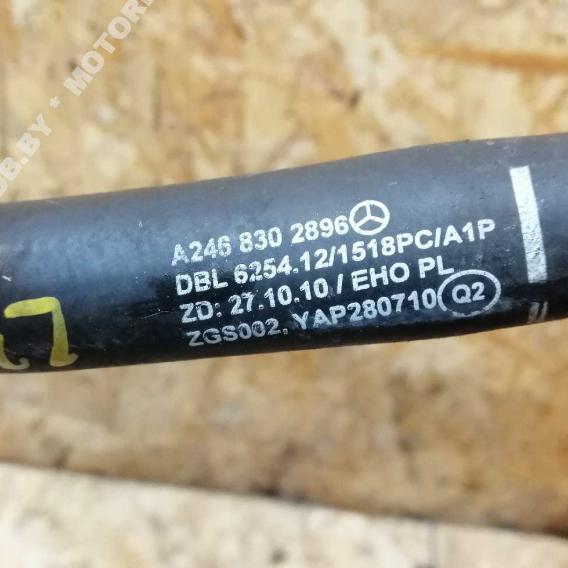 A246 830 2896
DBL 6254.12/1518PC/A1P
ZD: 27.10.10 / EHO PL
ZGS002, YAP280710 Q2